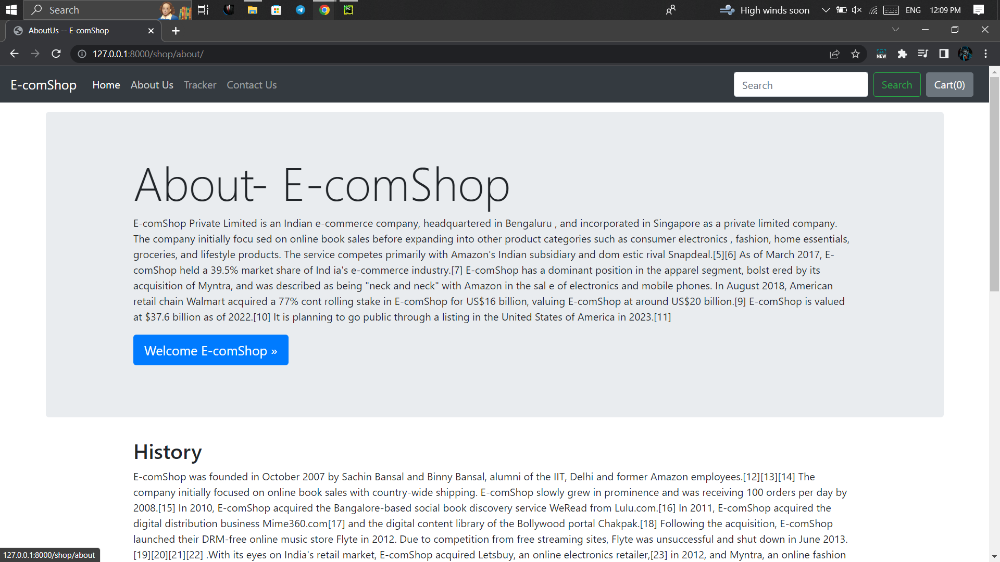 Search
High winds soon
ENG
12:09 PM
AboutUs -- E-comShop
127.0.0.1:8000/shop/about/
NEW
E-comShop Home About Us Tracker Contact Us Search Search Cart(0)
About- E-comShop
E-comShop Private Limited is an Indian e-commerce company, headquartered in Bengaluru , and incorporated in Singapore as a private limited company.
The company initially focu sed on online book sales before expanding into other product categories such as consumer electronics , fashion, home essentials,
groceries, and lifestyle products. The service competes primarily with Amazon's Indian subsidiary and dom estic rival Snapdeal.[5][6] As of March 2017, E-
comShop held a 39.5% market share of Ind ia's e-commerce industry.[7] E-comShop has a dominant position in the apparel segment, bolst ered by its
acquisition of Myntra, and was described as being "neck and neck" with Amazon in the sal e of electronics and mobile phones. In August 2018, American
retail chain Walmart acquired a 77% cont rolling stake in E-comShop for US$16 billion, valuing E-comShop at around US$20 billion.[9] E-comShop is valued
at $37.6 billion as of 2022.[10] It is planning to go public through a listing in the United States of America in 2023.[11]
Welcome E-comShop »
History
E-comShop was founded in October 2007 by Sachin Bansal and Binny Bansal, alumni of the IIT, Delhi and former Amazon employees.[12][13][14] The
company initially focused on online book sales with country-wide shipping. E-comShop slowly grew in prominence and was receiving 100 orders per day by
2008.[15] In 2010, E-comShop acquired the Bangalore-based social book discovery service WeRead from Lulu.com.[16] In 2011, E-comShop acquired the
digital distribution business Mime360.com[17] and the digital content library of the Bollywood portal Chakpak.[18] Following the acquisition, E-comShop
launched their DRM-free online music store Flyte in 2012. Due to competition from free streaming sites, Flyte was unsuccessful and shut down in June 2013.
[19][20][21][22] .With its eyes on India's retail market, E-comShop acquired Letsbuy, an online electronics retailer,[23] in 2012, and Myntra, an online fashion
127.0.0.1:8000/shop/about